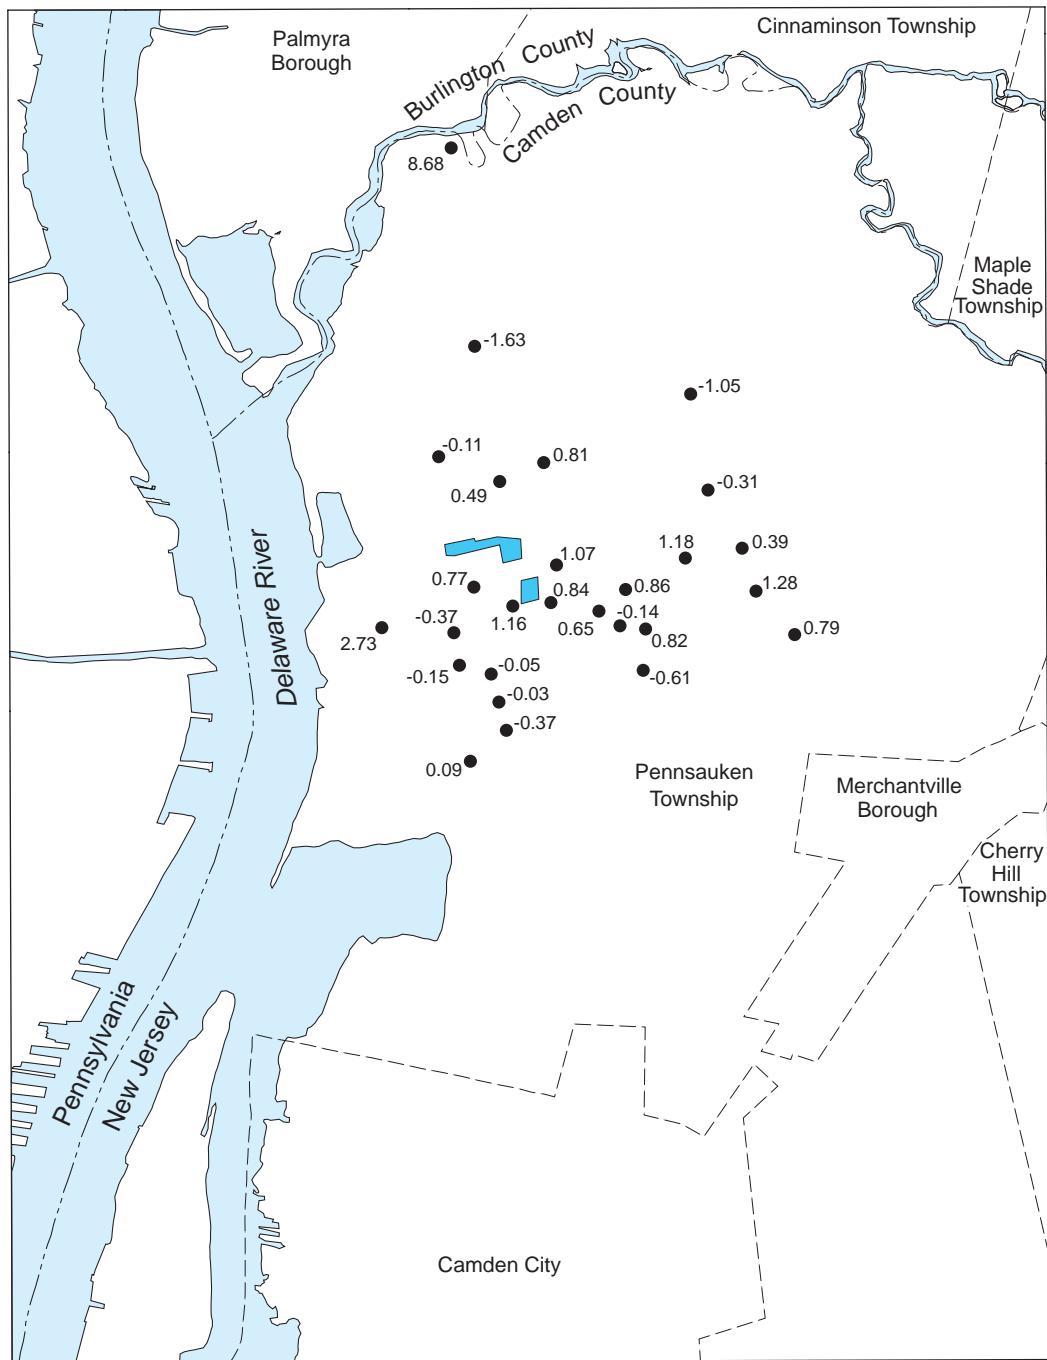 Cinnaminson Township
Palmyra
Borough
Burlington County
Camden County
8.68
Maple
Shade
Township
-1.63
-1.05
-0.11
0.81
0.49
-0.31
Delaware River
1.18
0.39
1.07
0.77
0.84
0.86
1.28
1.16
0.65
-0.14
-0.37
2.73
0.82
0.79
-0.15
-0.05
-0.61
-0.03
-0.37
0.09
Pennsauken
Township
Merchantville
Borough
Cherry
Hill
Township
Pennsylvania
New Jersey
Camden City